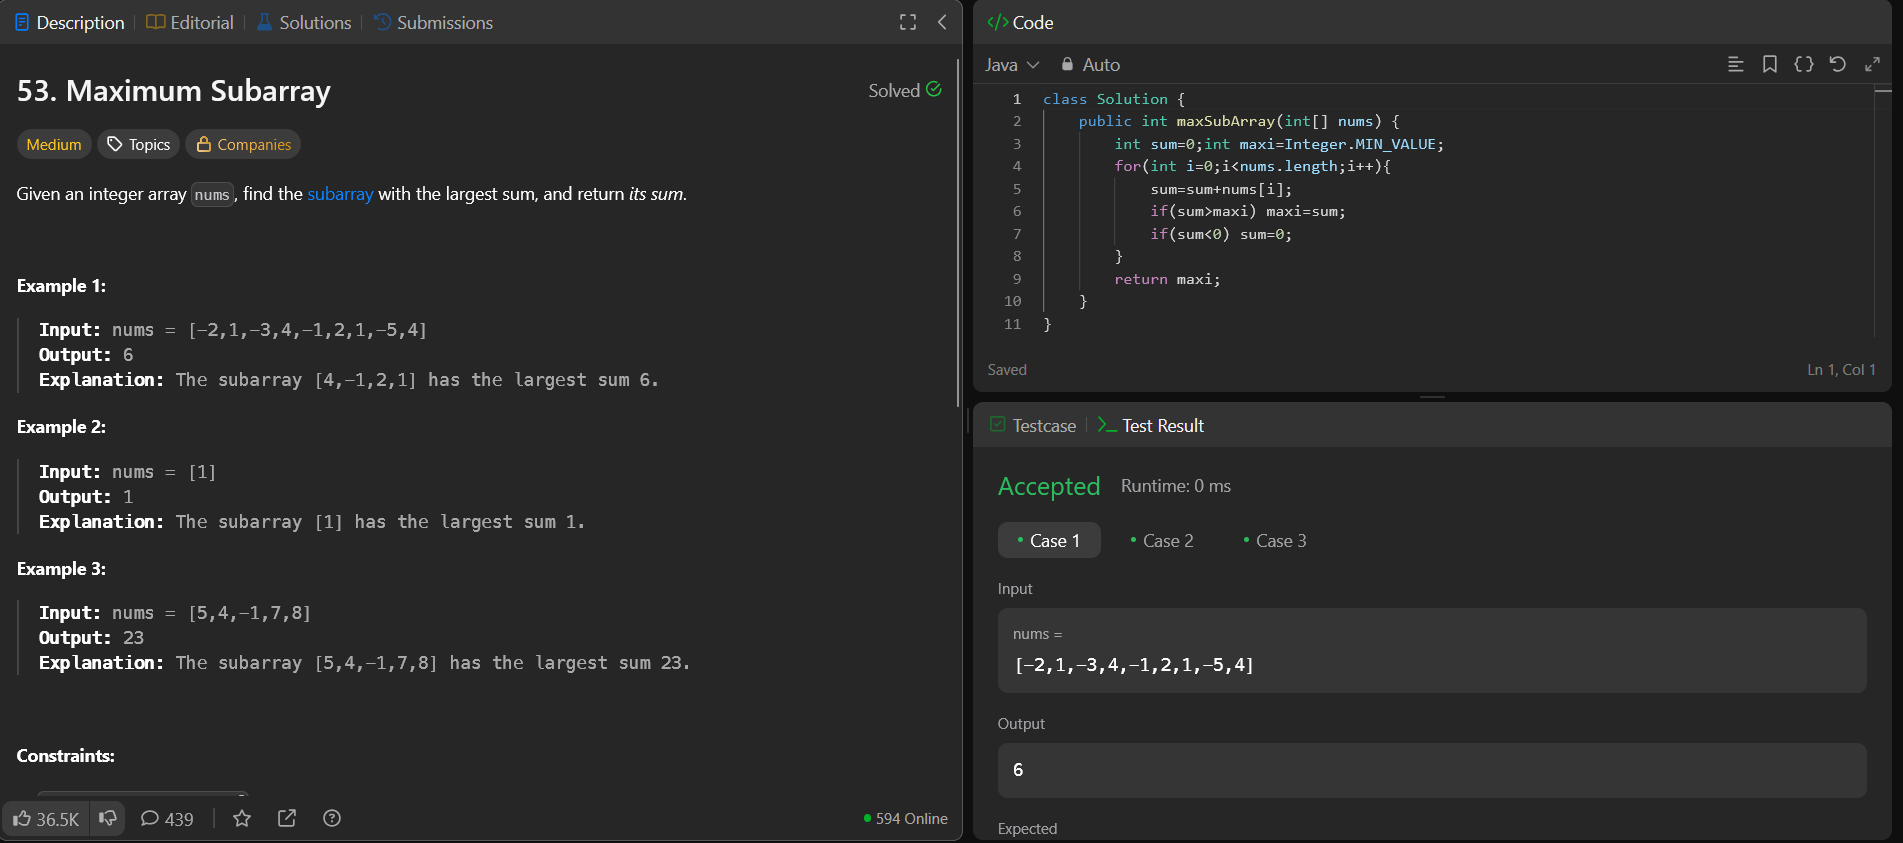 Description Editorial Solutions Submissions
53. Maximum Subarray
Solved
Medium Topics Companies
Given an integer array nums, find the subarray with the largest sum, and return its sum.
Example 1:
Input: nums = [-2,1,-3,4,-1,2,1,-5,4]
Output: 6
Explanation: The subarray [4,-1,2,1] has the largest sum 6.
Example 2:
Input: nums = [1]
Output: 1
Explanation: The subarray [1] has the largest sum 1.
Example 3:
Input: nums = [5,4,-1,7,8]
Output: 23
Explanation: The subarray [5,4,-1,7,8] has the largest sum 23.
Constraints:
36.5K 439 594 Online
</> Code
Java Auto
1 class Solution {
2 public int maxSubArray(int[] nums) {
3 int sum=0;int maxi=Integer.MIN_VALUE;
4 for(int i=0;i<nums.length;i++){
5 sum=sum+nums[i];
6 if(sum>maxi) maxi=sum;
7 if(sum<0) sum=0;
8 }
9 return maxi;
10 }
11 }
Saved Ln 1, Col 1
Testcase >_ Test Result
Accepted Runtime: 0 ms
• Case 1 • Case 2 • Case 3
Input
nums =
[-2,1,-3,4,-1,2,1,-5,4]
Output
6
Expected